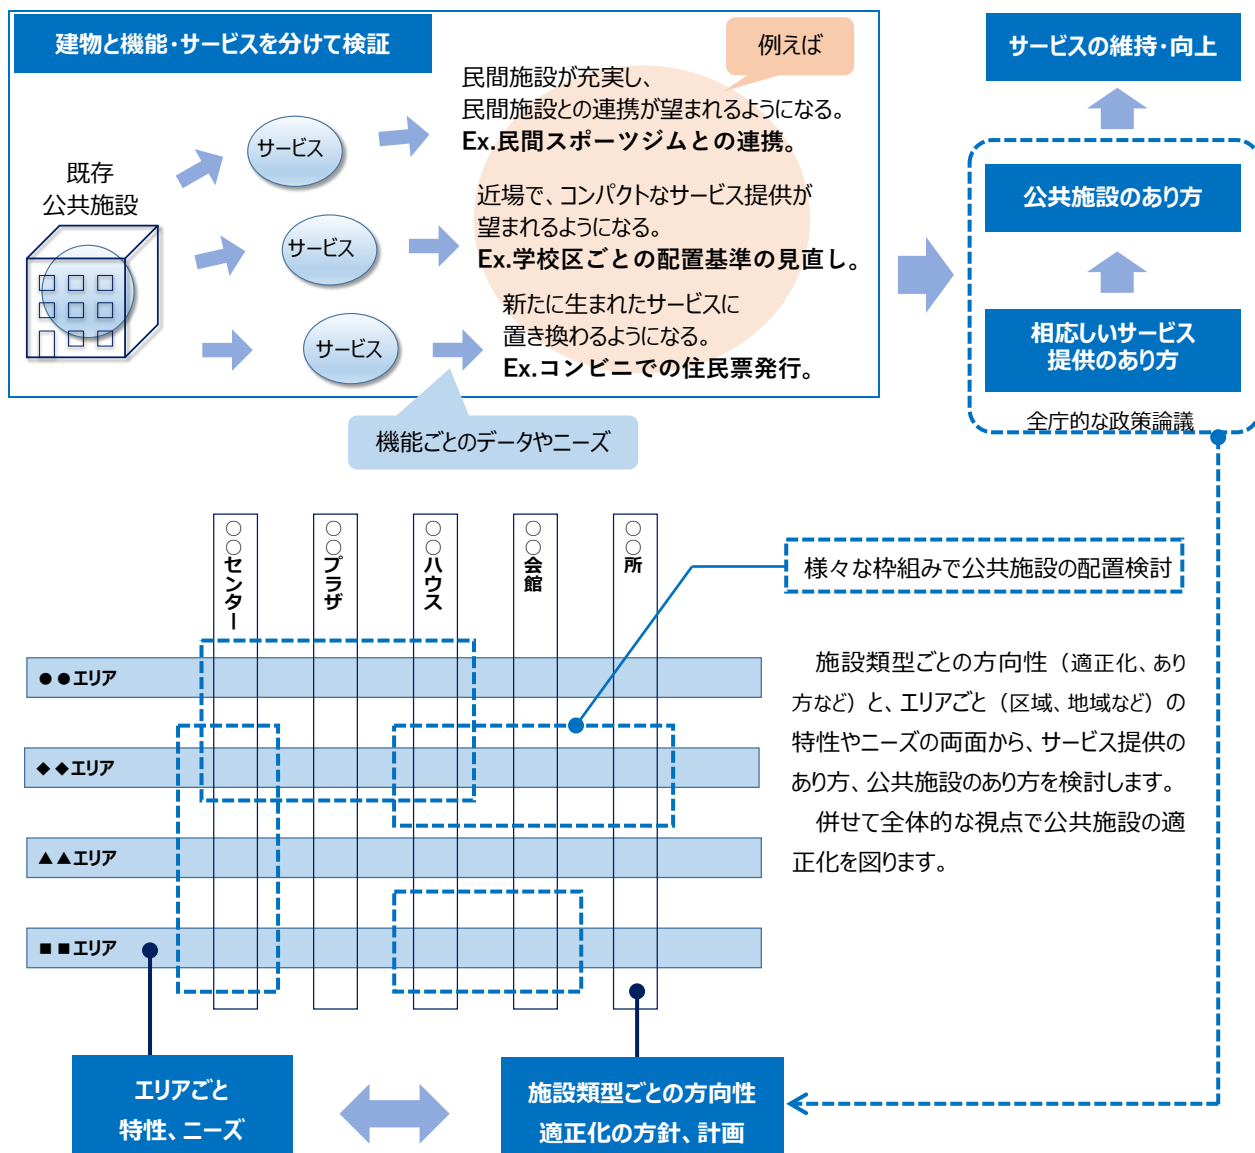 建物と機能・サービスを分けて検証
例えば
民間施設が充実し、
民間施設との連携が望まれるようになる。
Ex.民間スポーツジムとの連携。
サービス
既存
公共施設
近場で、コンパクトなサービス提供が
望まれるようになる。
Ex.学校区ごとの配置基準の見直し。
サービス
新たに生まれたサービスに
置き換わるようになる。
Ex.コンビニでの住民票発行。
サービス
機能ごとのデータやニーズ
サービスの維持・向上
公共施設のあり方
相応しいサービス
提供のあり方
全庁的な政策論議
○○センター
○○プラザ
○○ハウス
○○会館
○○所
様々な枠組みで公共施設の配置検討
●●エリア
◆◆エリア
▲▲エリア
■■エリア
施設類型ごとの方向性（適正化、あり
方など）と、エリアごと（区域、地域など）の
特性やニーズの両面から、サービス提供の
あり方、公共施設のあり方を検討します。
併せて全体的な視点で公共施設の適
正化を図ります。
エリアごと
特性、ニーズ
施設類型ごとの方向性
適正化の方針、計画